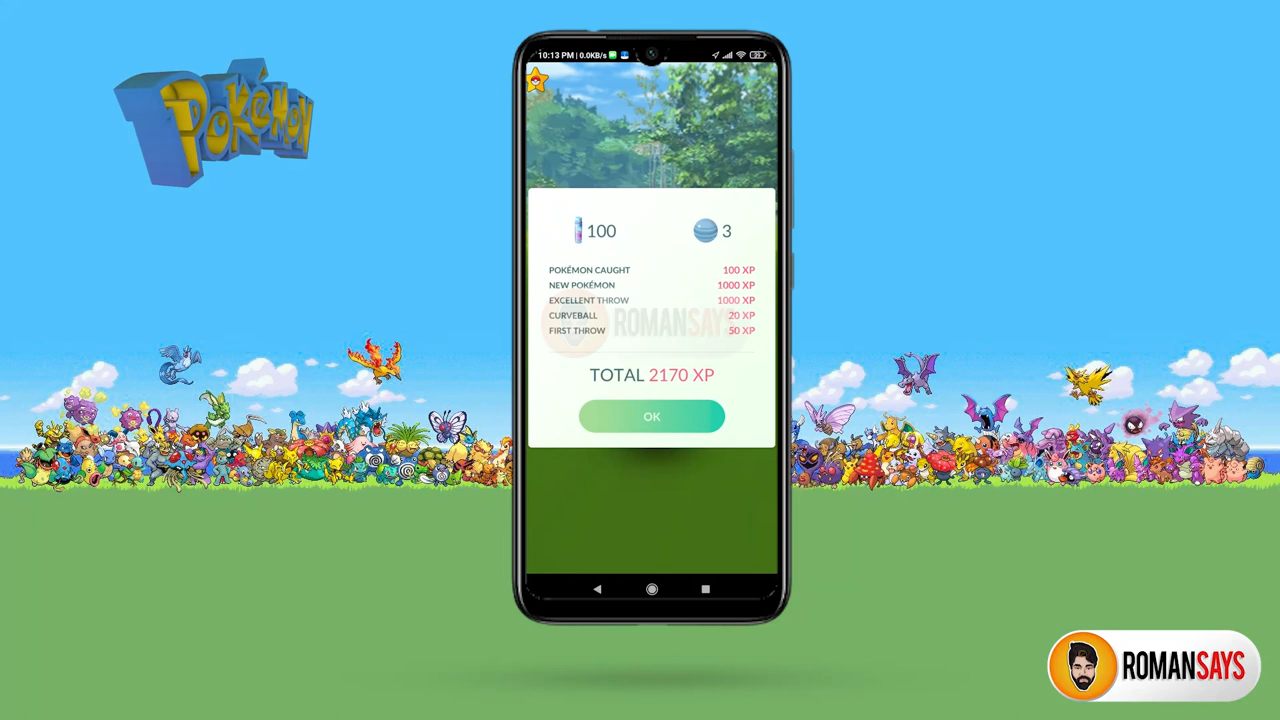 Pokémon
10:13 PM | 0.0KB/s
100
3
POKÉMON CAUGHT 100 XP
NEW POKÉMON 1000 XP
EXCELLENT THROW 1000 XP
CURVEBALL 20 XP
FIRST THROW 50 XP
ROMANSAYS
TOTAL 2170 XP
OK
ROMANSAYS